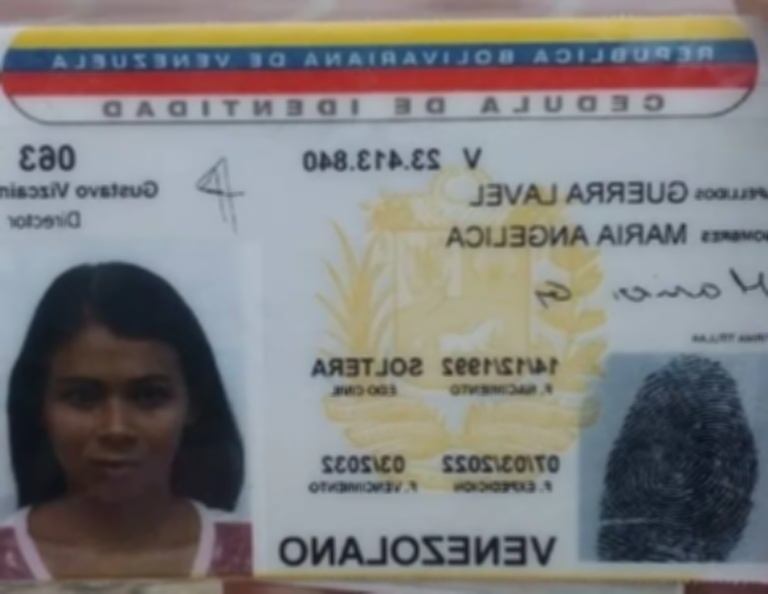 REPUBLICA BOLIVARIANA DE VENEZUELA
CEDULA DE IDENTIDAD
V 23.413.840
063
Gustavo Vizcaino
Director
APELLIDOS GUERRA LAVEL
NOMBRES MARIA ANGELICA
Maria G
FIRMA TITULAR
14/12/1992 SOLTERA
F. NACIMIENTO EDO CIVIL
07/03/2022 03/2032
F. EXPEDICION F. VENCIMIENTO
VENEZOLANO